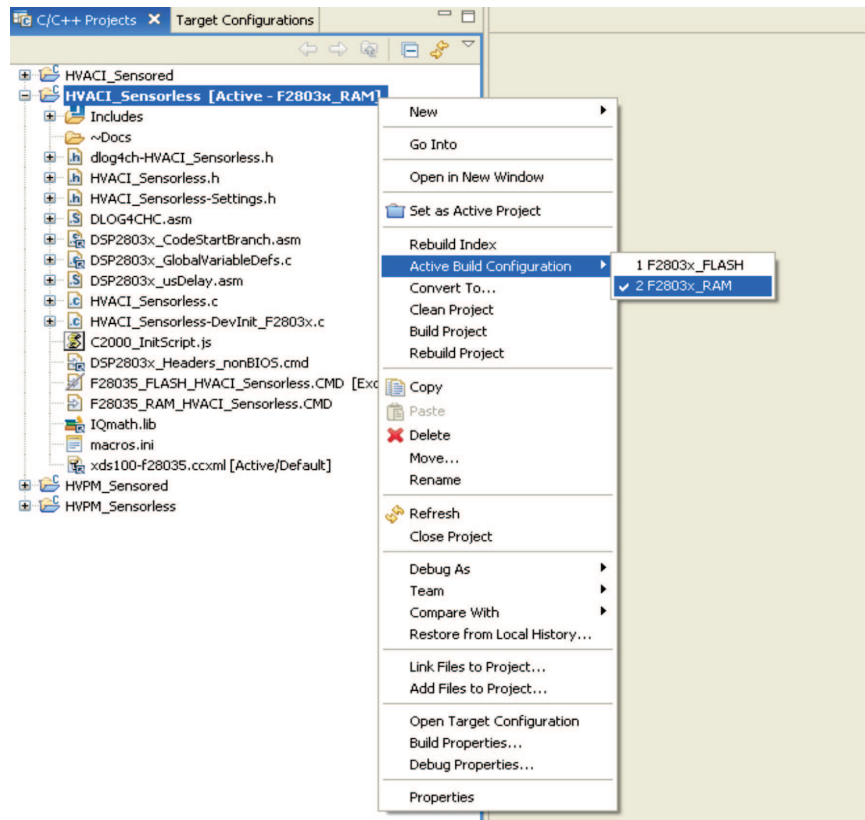 C/C++ Projects Target Configurations
HVACI_Sensored
HVACI_Sensorless [Active - F2803x_RAM]
Includes
~Docs
dlog4ch-HVACI_Sensorless.h
HVACI_Sensorless.h
HVACI_Sensorless-Settings.h
DLOG4CHC.asm
DSP2803x_CodeStartBranch.asm
DSP2803x_GlobalVariableDefs.c
DSP2803x_usDelay.asm
HVACI_Sensorless.c
HVACI_Sensorless-DevInit_F2803x.c
C2000_InitScript.js
DSP2803x_Headers_nonBIOS.cmd
F28035_FLASH_HVACI_Sensorless.CMD [Exc
F28035_RAM_HVACI_Sensorless.CMD
IQmath.lib
macros.ini
xds100-f28035.ccxml [Active/Default]
HVPM_Sensored
HVPM_Sensorless
New
Go Into
Open in New Window
Set as Active Project
Rebuild Index
Active Build Configuration
Convert To...
Clean Project
Build Project
Rebuild Project
Copy
Paste
Delete
Move...
Rename
Refresh
Close Project
Debug As
Team
Compare With
Restore from Local History...
Link Files to Project...
Add Files to Project...
Open Target Configuration
Build Properties...
Debug Properties...
Properties
1 F2803x_FLASH
2 F2803x_RAM